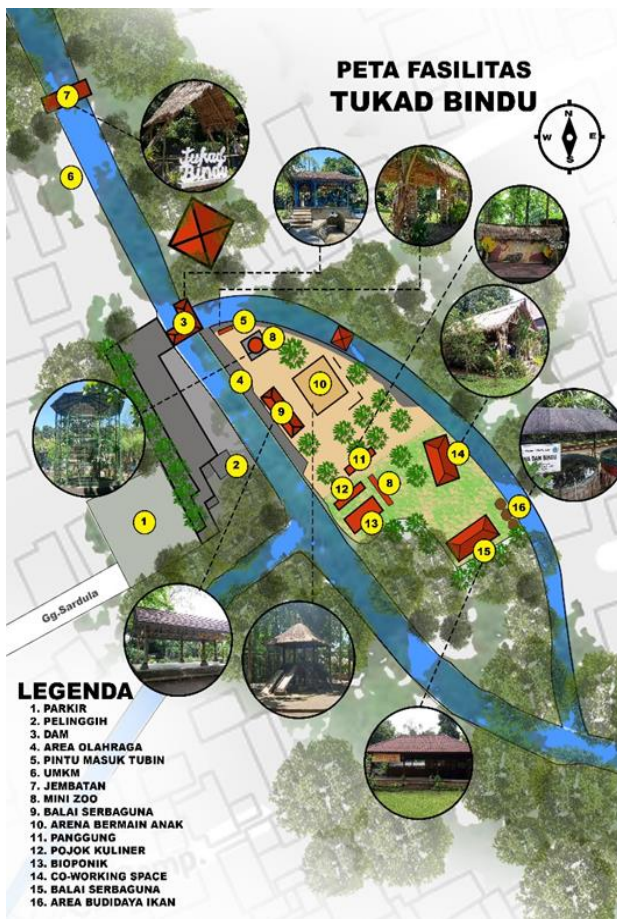 PETA FASILITAS
TUKAD BINDU
N
W E
S
7
Tukad
Bindu
6
3
5
8
4
10
9
2
11
14
12
8
16
13
1
15
Gg.Sardula
LEGENDA
1. PARKIR
2. PELINGGIH
3. DAM
4. AREA OLAHRAGA
5. PINTU MASUK TUBIN
6. UMKM
7. JEMBATAN
8. MINI ZOO
9. BALAI SERBAGUNA
10. ARENA BERMAIN ANAK
11. PANGGUNG
12. POJOK KULINER
13. BIOPONIK
14. CO-WORKING SPACE
15. BALAI SERBAGUNA
16. AREA BUDIDAYA IKAN